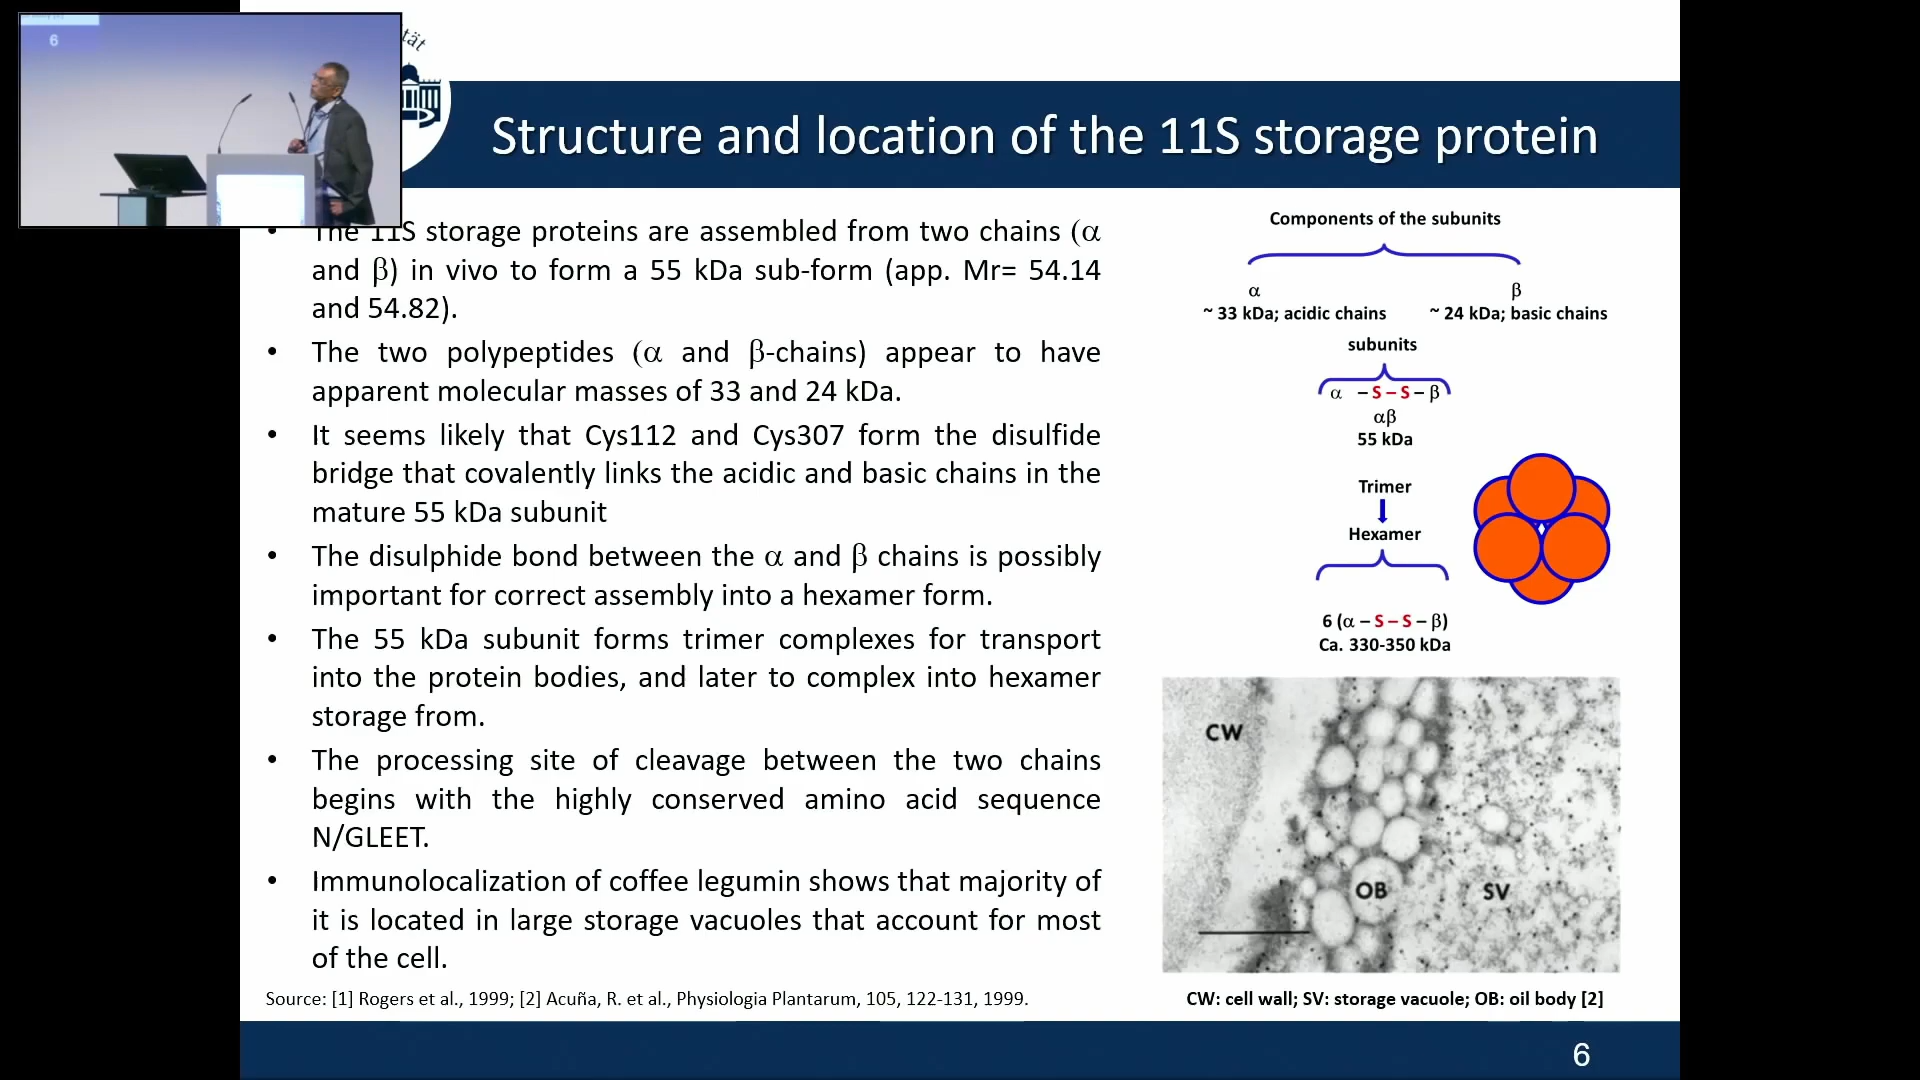 6
tät
Structure and location of the 11S storage protein
• The 11S storage proteins are assembled from two chains (α
and β) in vivo to form a 55 kDa sub-form (app. Mr= 54.14
and 54.82).
• The two polypeptides (α and β-chains) appear to have
apparent molecular masses of 33 and 24 kDa.
• It seems likely that Cys112 and Cys307 form the disulfide
bridge that covalently links the acidic and basic chains in the
mature 55 kDa subunit
• The disulphide bond between the α and β chains is possibly
important for correct assembly into a hexamer form.
• The 55 kDa subunit forms trimer complexes for transport
into the protein bodies, and later to complex into hexamer
storage from.
• The processing site of cleavage between the two chains
begins with the highly conserved amino acid sequence
N/GLEET.
• Immunolocalization of coffee legumin shows that majority of
it is located in large storage vacuoles that account for most
of the cell.
Source: [1] Rogers et al., 1999; [2] Acuña, R. et al., Physiologia Plantarum, 105, 122-131, 1999.
Components of the subunits
α β
~ 33 kDa; acidic chains ~ 24 kDa; basic chains
subunits
α – S – S – β
αβ
55 kDa
Trimer
Hexamer
6 (α – S – S – β)
Ca. 330-350 kDa
CW
OB SV
CW: cell wall; SV: storage vacuole; OB: oil body [2]
6